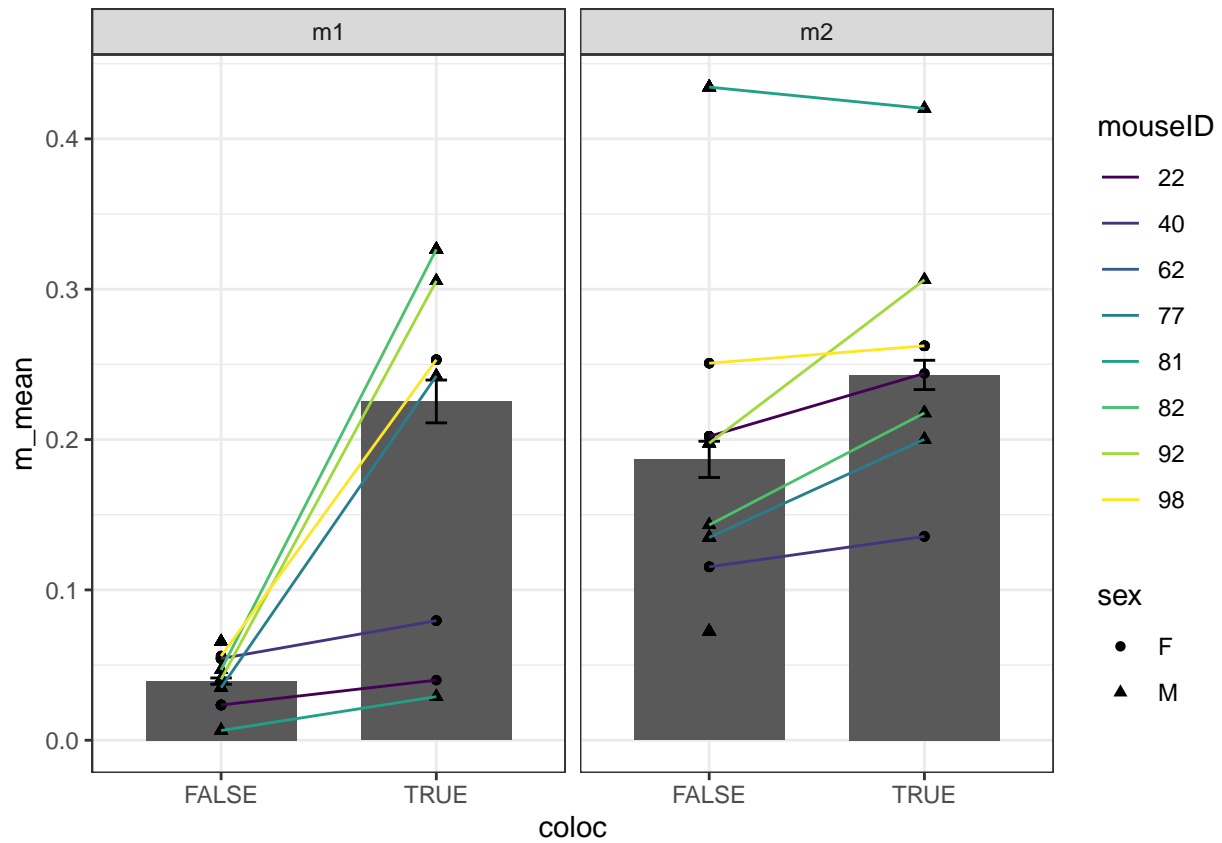 m1
m2
0.4
0.3
0.2
0.1
0.0
m_mean
FALSE
TRUE
FALSE
TRUE
coloc
mouseID
22
40
62
77
81
82
92
98
sex
F
M